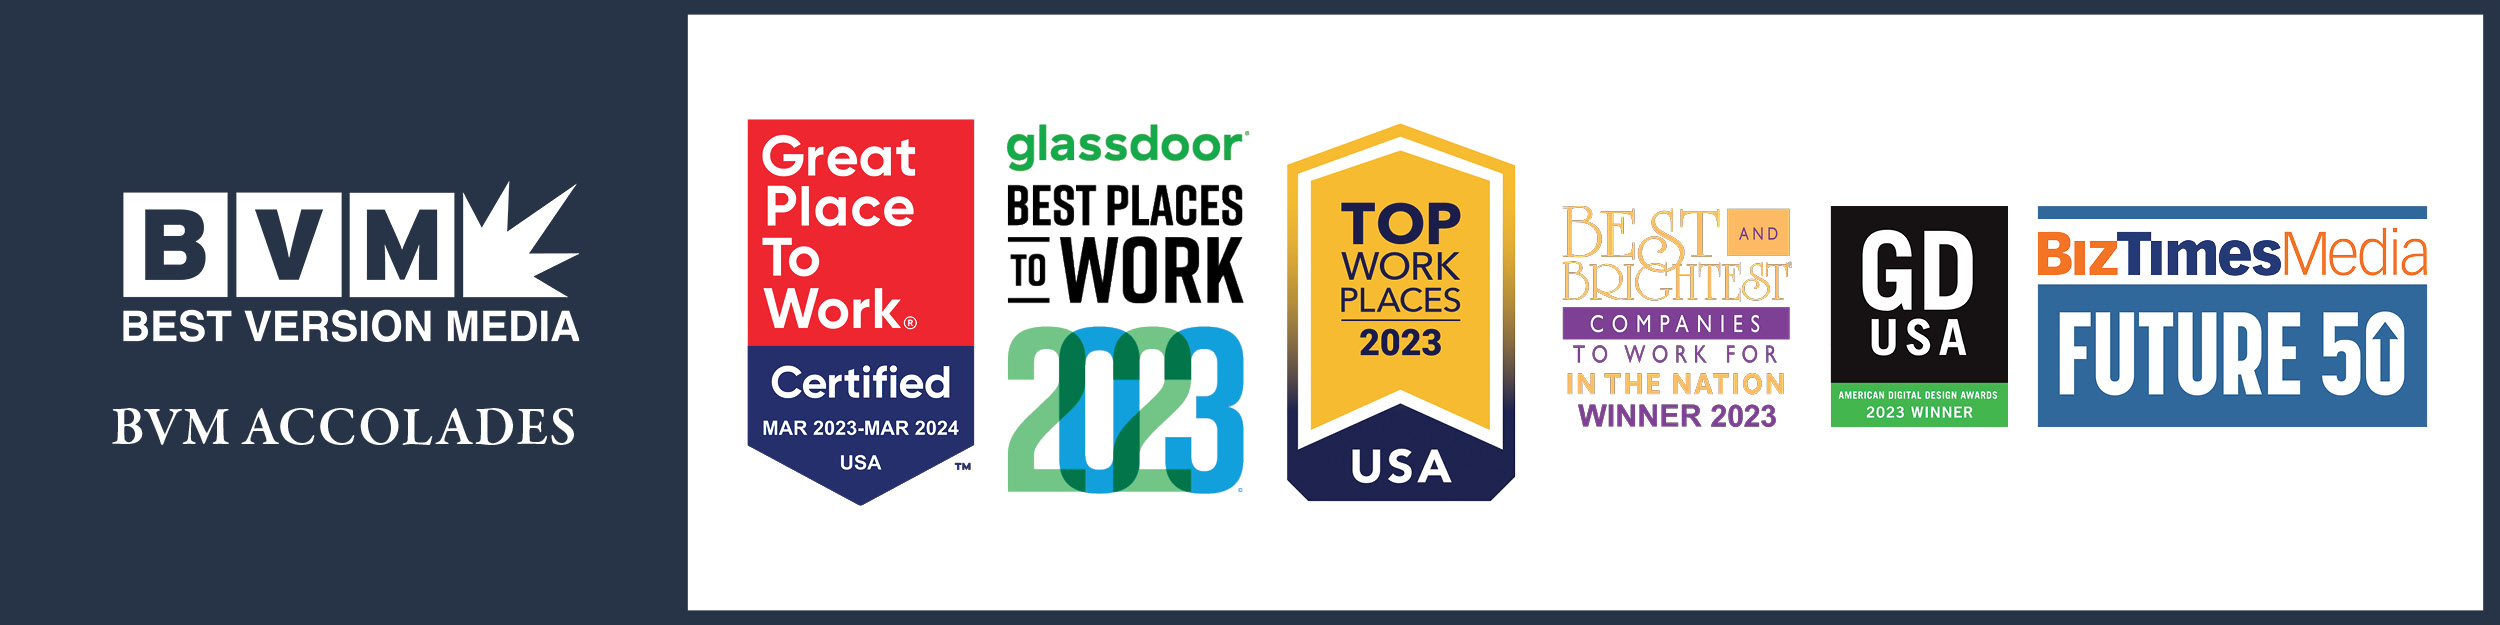 BVM
BEST VERSION MEDIA
BVM ACCOLADES
Great
Place
To
Work®
Certified
MAR 2023-MAR 2024
USA
™
glassdoor®
BEST PLACES
TO WORK
2023
©
TOP
WORK
PLACES
2023
USA
BEST AND
BRIGHTEST
COMPANIES
TO WORK FOR
IN THE NATION
WINNER 2023
GD
USA
AMERICAN DIGITAL DESIGN AWARDS
2023 WINNER
BizTimesMedia
FUTURE 50